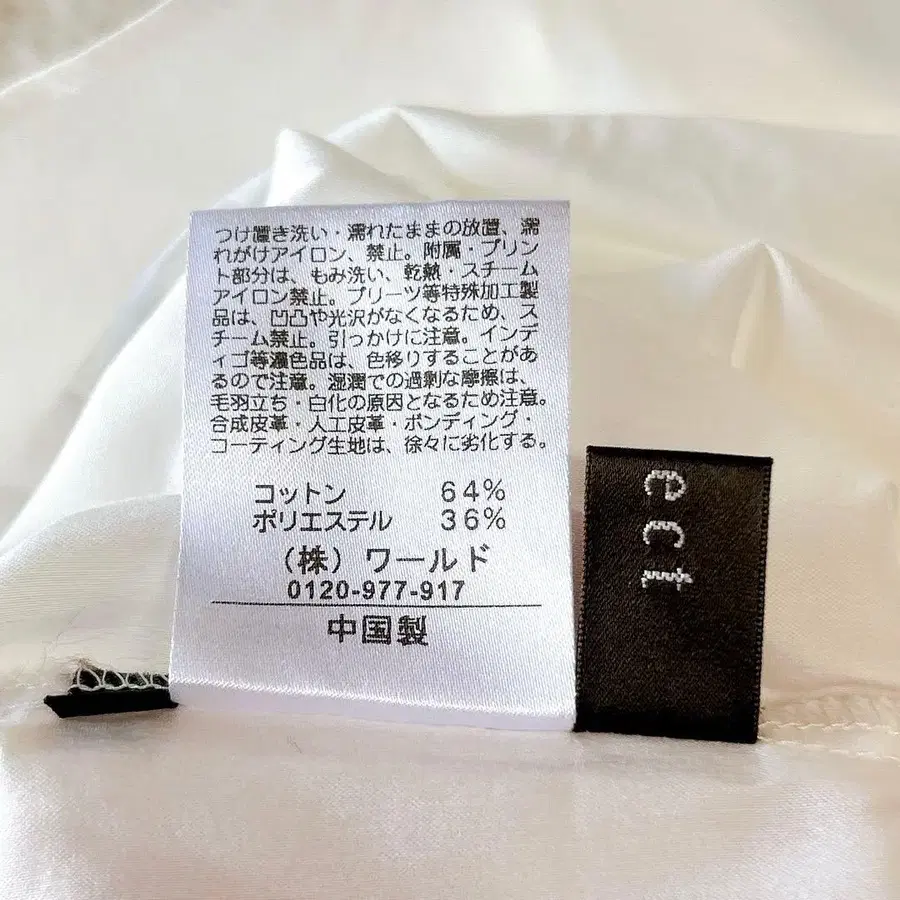 つけ置き洗い・濡れたままの放置、濡
れがけアイロン、禁止。附属・プリン
ト部分は、もみ洗い、乾熱・スチーム
アイロン禁止。プリーツ等特殊加工製
品は、凹凸や光沢がなくなるため、ス
チーム禁止。引っかけに注意。インデ
ィゴ等濃色品は、色移りすることがあ
るので注意。湿潤での過剰な摩擦は、
毛羽立ち・白化の原因となるため注意。
合成皮革・人工皮革・ボンディング・
コーティング生地は、徐々に劣化する。
コットン 64%
ポリエステル 36%
(株)ワールド
0120-977-917
中国製
ect